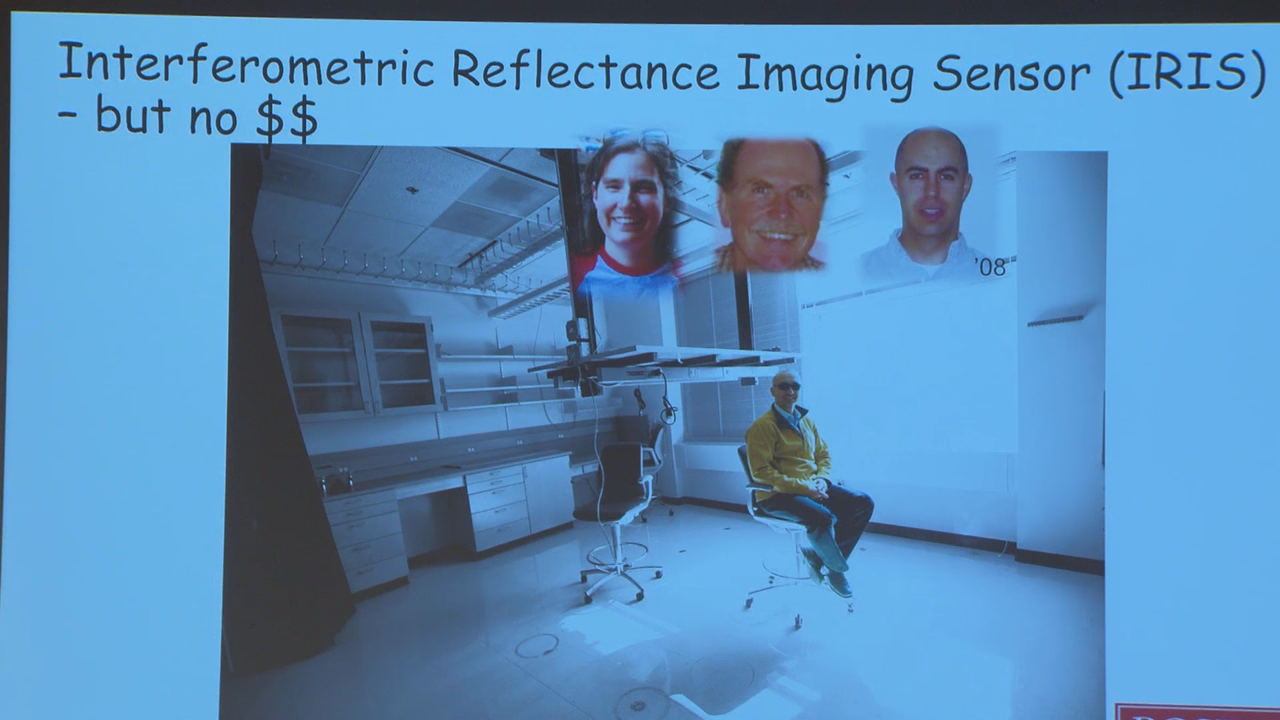 Interferometric Reflectance Imaging Sensor (IRIS)
– but no $$
'08